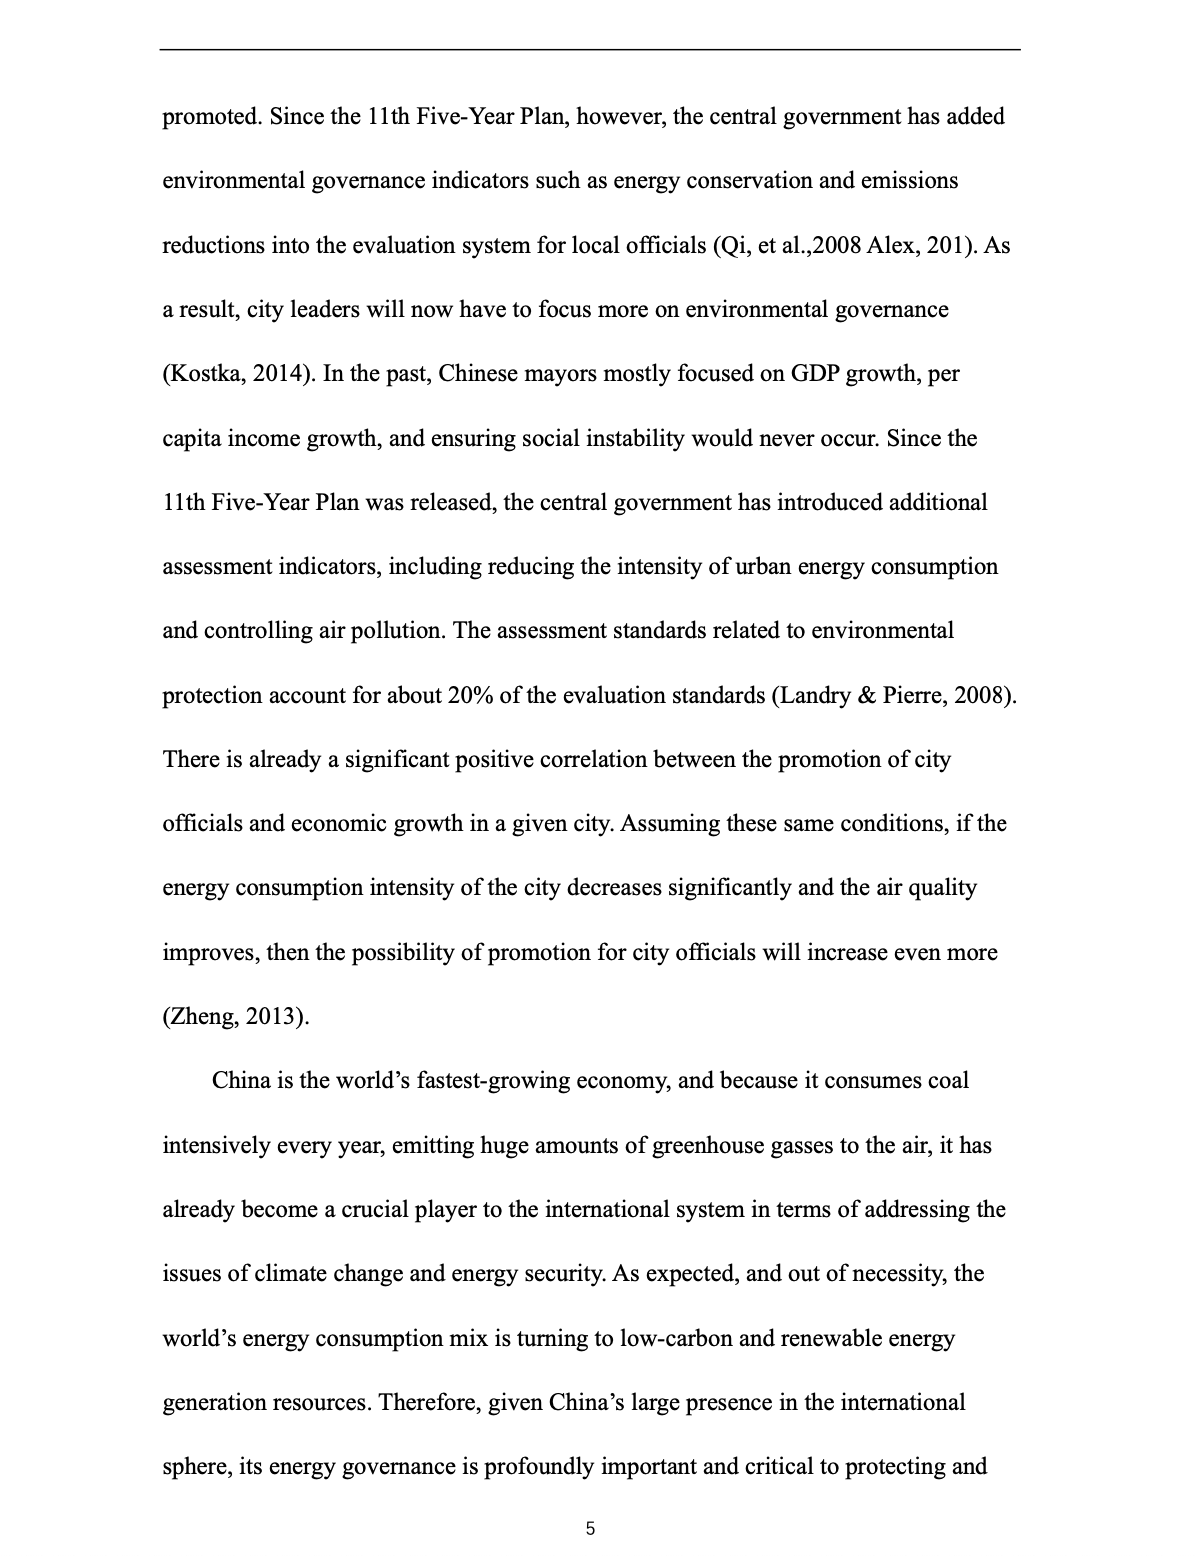 promoted. Since the 11th Five-Year Plan, however, the central government has added
environmental governance indicators such as energy conservation and emissions
reductions into the evaluation system for local officials (Qi, et al.,2008 Alex, 201). As
a result, city leaders will now have to focus more on environmental governance
(Kostka, 2014). In the past, Chinese mayors mostly focused on GDP growth, per
capita income growth, and ensuring social instability would never occur. Since the
11th Five-Year Plan was released, the central government has introduced additional
assessment indicators, including reducing the intensity of urban energy consumption
and controlling air pollution. The assessment standards related to environmental
protection account for about 20% of the evaluation standards (Landry & Pierre, 2008).
There is already a significant positive correlation between the promotion of city
officials and economic growth in a given city. Assuming these same conditions, if the
energy consumption intensity of the city decreases significantly and the air quality
improves, then the possibility of promotion for city officials will increase even more
(Zheng, 2013).
China is the world’s fastest-growing economy, and because it consumes coal
intensively every year, emitting huge amounts of greenhouse gasses to the air, it has
already become a crucial player to the international system in terms of addressing the
issues of climate change and energy security. As expected, and out of necessity, the
world’s energy consumption mix is turning to low-carbon and renewable energy
generation resources. Therefore, given China’s large presence in the international
sphere, its energy governance is profoundly important and critical to protecting and
5